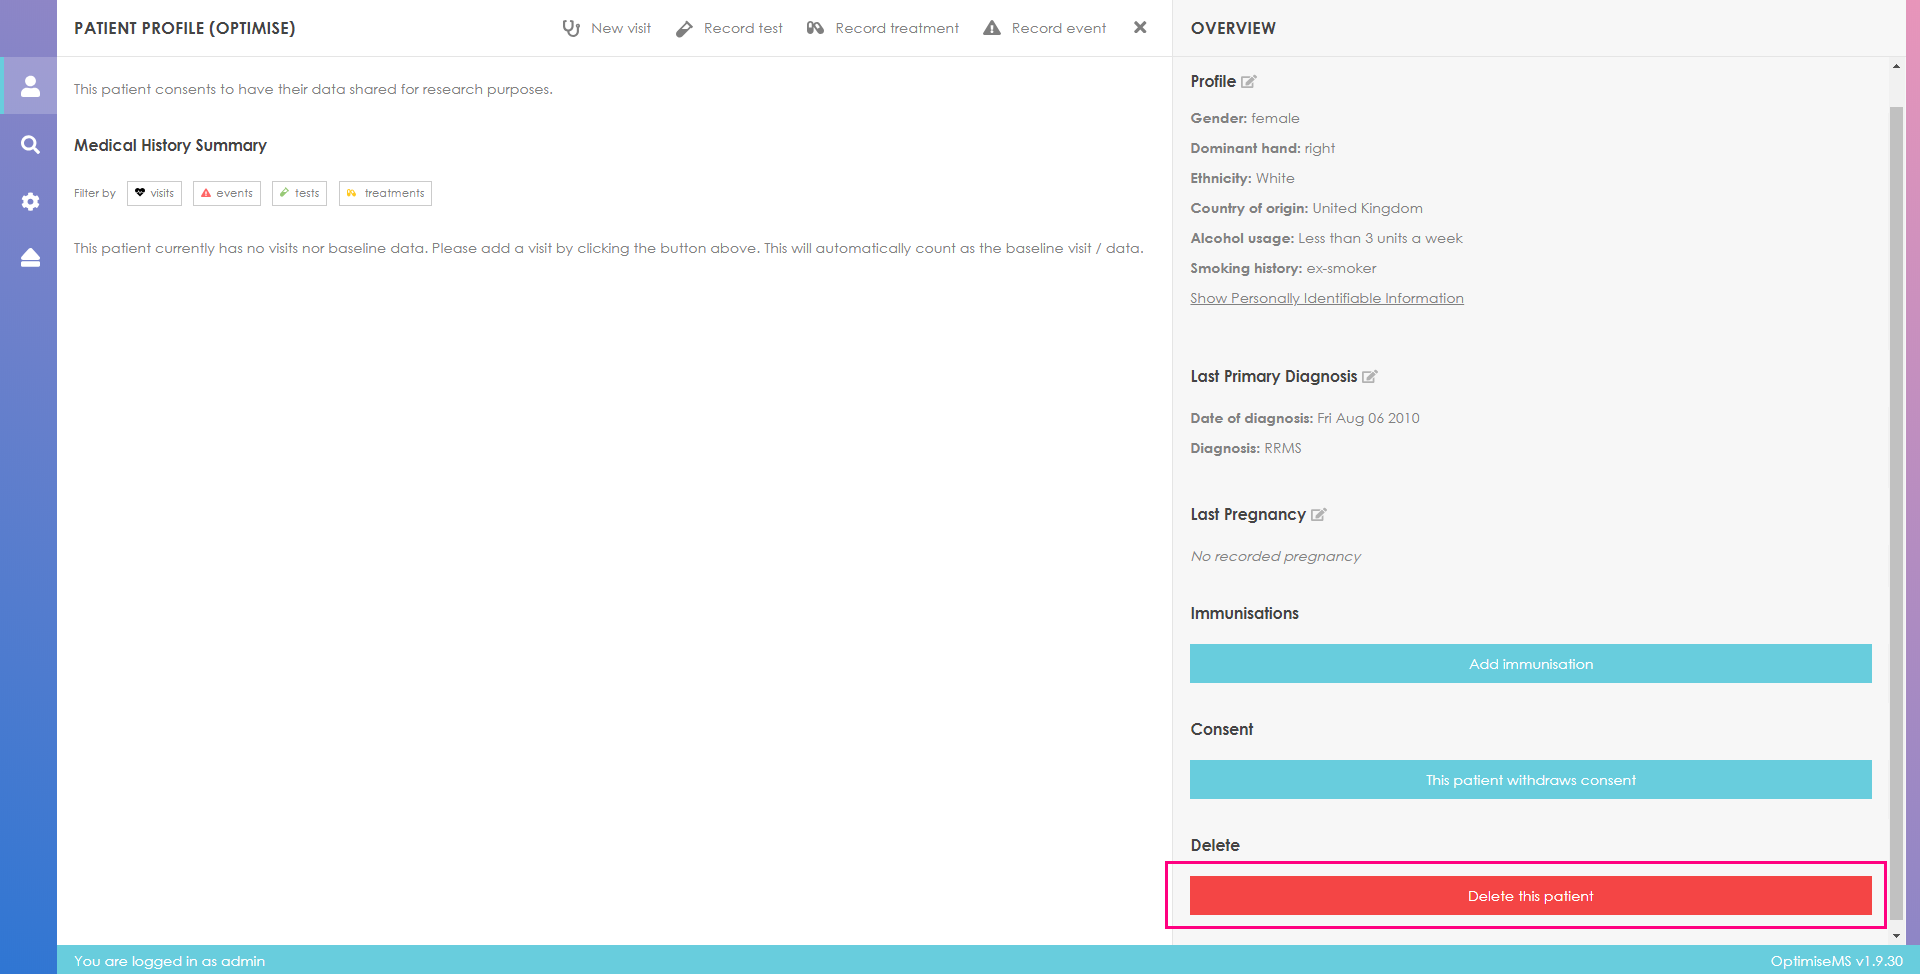 PATIENT PROFILE (OPTIMISE)
New visit
Record test
Record treatment
Record event
This patient consents to have their data shared for research purposes.
Medical History Summary
Filter by visits events tests treatments
This patient currently has no visits nor baseline data. Please add a visit by clicking the button above. This will automatically count as the baseline visit / data.
OVERVIEW
Profile
Gender: female
Dominant hand: right
Ethnicity: White
Country of origin: United Kingdom
Alcohol usage: Less than 3 units a week
Smoking history: ex-smoker
Show Personally Identifiable Information
Last Primary Diagnosis
Date of diagnosis: Fri Aug 06 2010
Diagnosis: RRMS
Last Pregnancy
No recorded pregnancy
Immunisations
Add immunisation
Consent
This patient withdraws consent
Delete
Delete this patient
You are logged in as admin
OptimiseMS v1.9.30